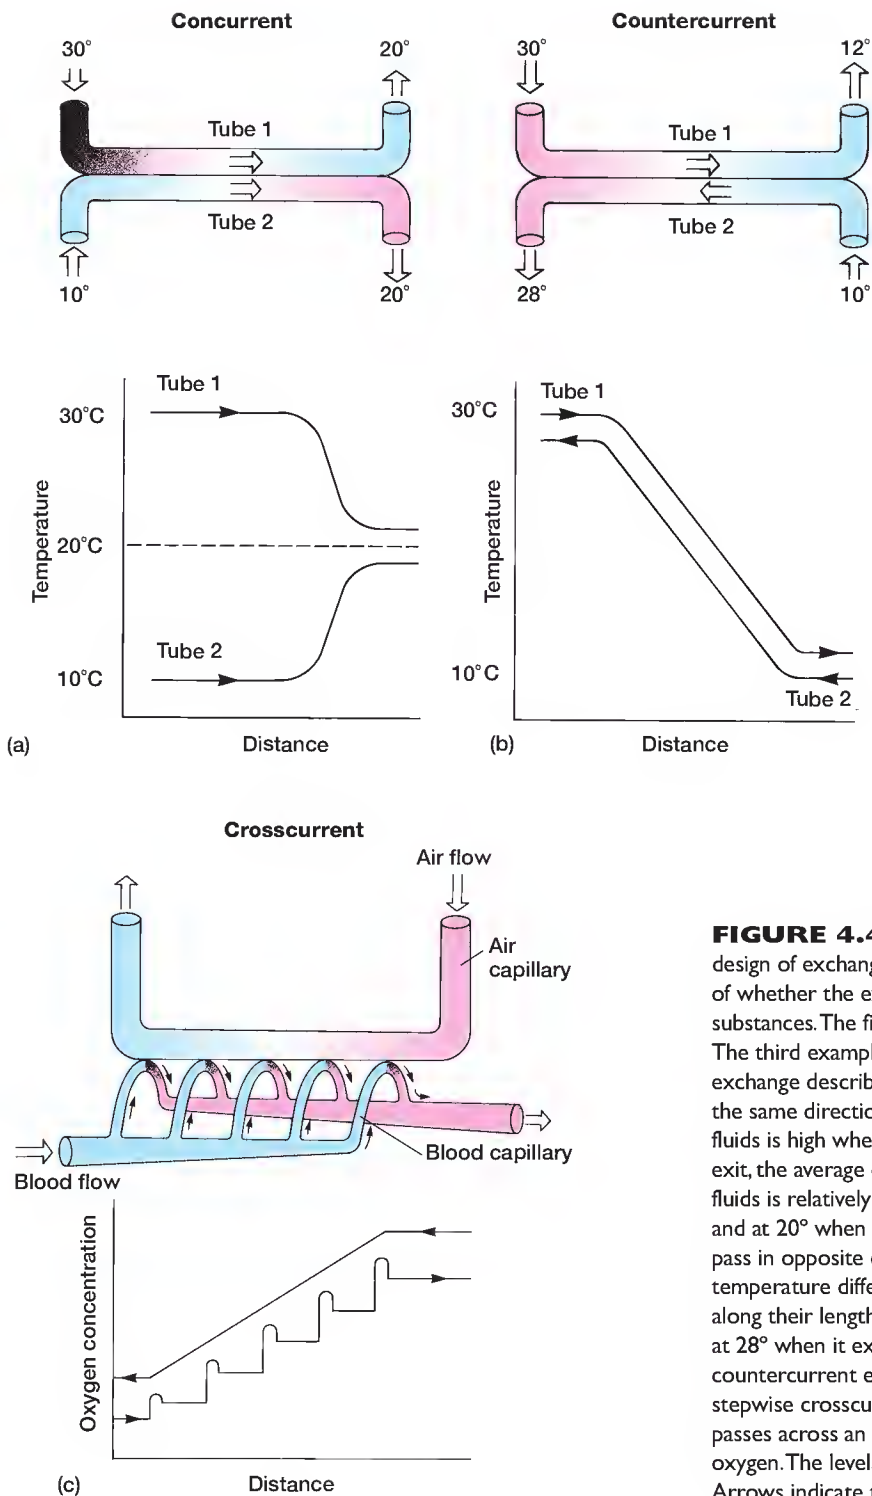 Concurrent
30°
20°
Tube 1
Tube 2
10°
20°
Countercurrent
30°
12°
Tube 1
Tube 2
28°
10°
Tube 1
30°C
Temperature
20°C
Tube 2
10°C
(a)
Distance
Tube 1
30°C
Temperature
10°C
Tube 2
(b)
Distance
Crosscurrent
Air flow
Air
capillary
Blood capillary
Blood flow
Oxygen concentration
(c)
Distance
FIGURE 4.4
design of exchang
of whether the e
substances. The fi
The third exampl
exchange describ
the same direction
fluids is high whe
exit, the average
fluids is relatively
and at 20° when
pass in opposite
temperature diffe
along their length
at 28° when it ex
countercurrent e
stepwise crosscu
passes across an
oxygen. The level
Arrows indicate